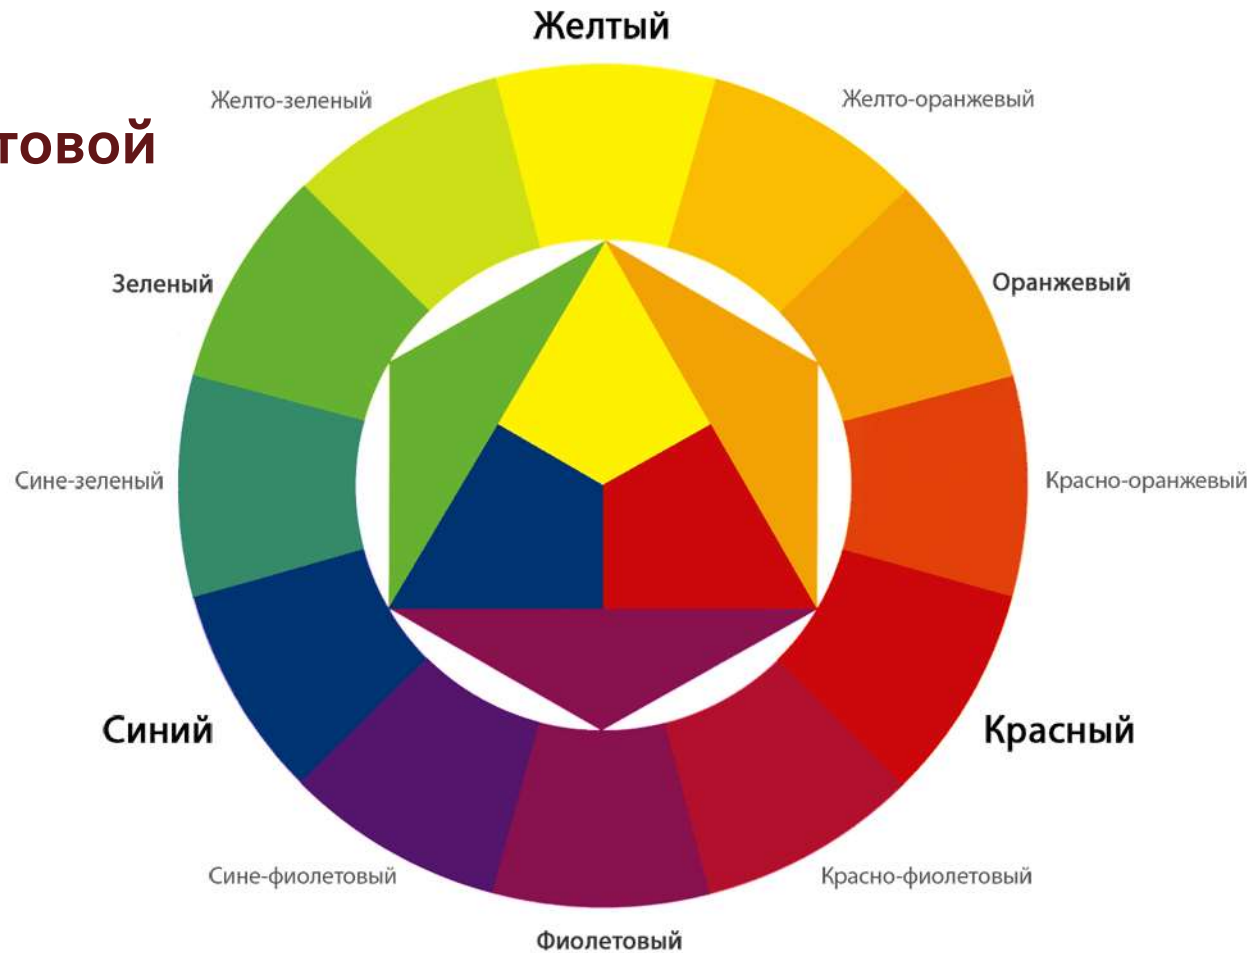 Желтый
Желто-зеленый
Желто-оранжевый
товой
Зеленый
Оранжевый
Сине-зеленый
Красно-оранжевый
Синий
Красный
Сине-фиолетовый
Красно-фиолетовый
Фиолетовый